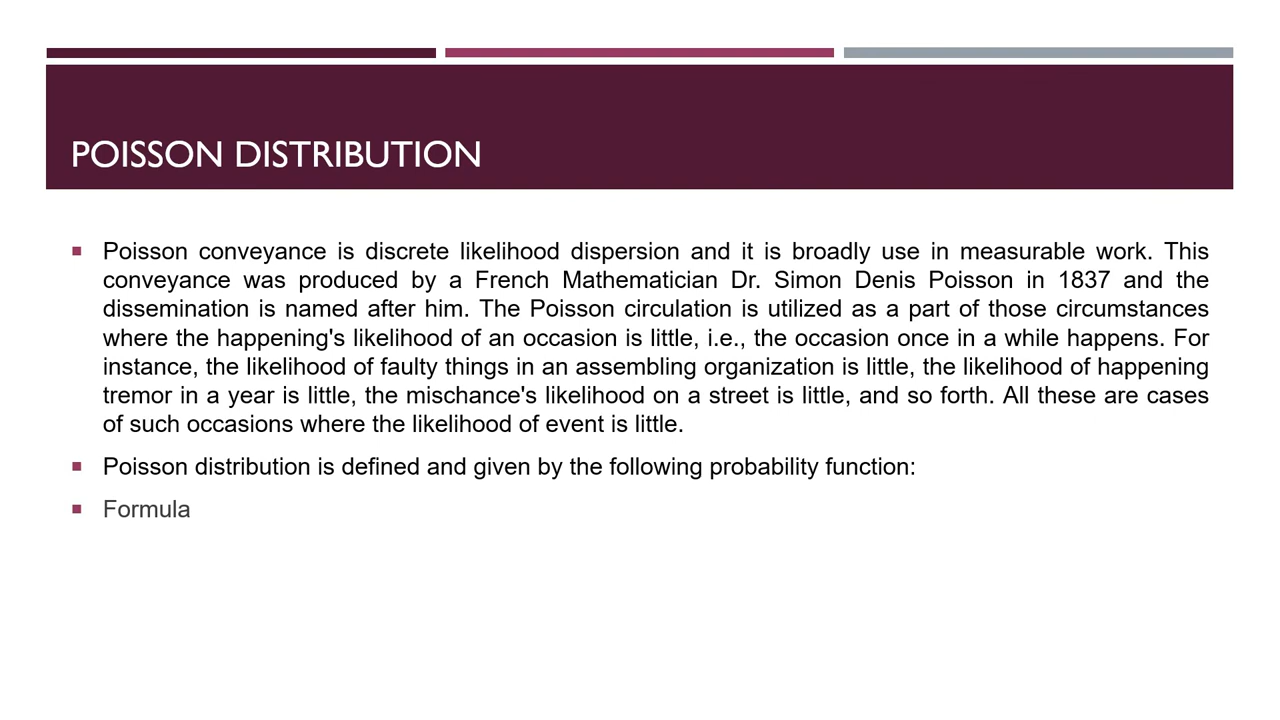 POISSON DISTRIBUTION
Poisson conveyance is discrete likelihood dispersion and it is broadly use in measurable work. This
conveyance was produced by a French Mathematician Dr. Simon Denis Poisson in 1837 and the
dissemination is named after him. The Poisson circulation is utilized as a part of those circumstances
where the happening's likelihood of an occasion is little, i.e., the occasion once in a while happens. For
instance, the likelihood of faulty things in an assembling organization is little, the likelihood of happening
tremor in a year is little, the mischance's likelihood on a street is little, and so forth. All these are cases
of such occasions where the likelihood of event is little.
Poisson distribution is defined and given by the following probability function:
Formula